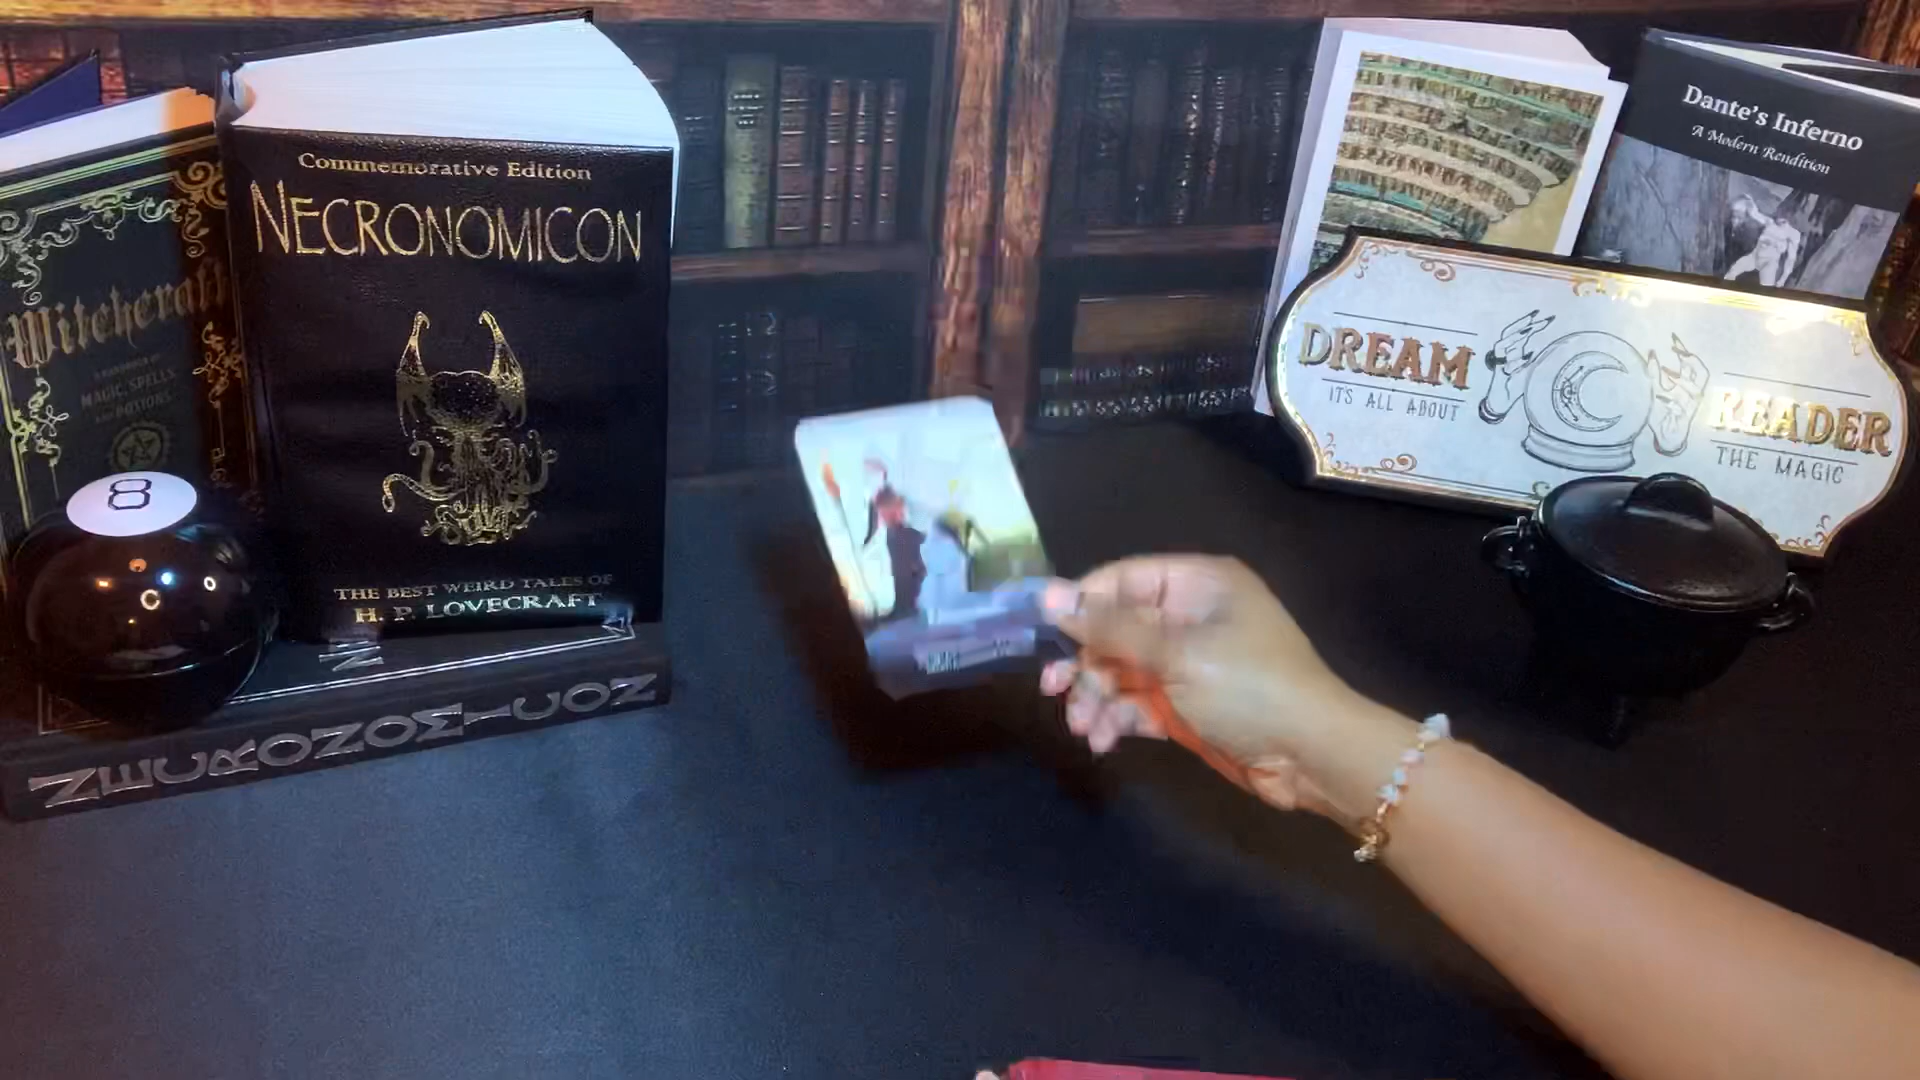 Commemorative Edition
NECRONOMICON
THE BEST WEIRD TALES OF
H. P. LOVECRAFT
Witchcraft
A HANDBOOK OF
MAGIC, SPELLS,
AND POTIONS
8
NECRONOMICON
Dante's Inferno
A Modern Rendition
DREAM
IT'S ALL ABOUT
READER
THE MAGIC